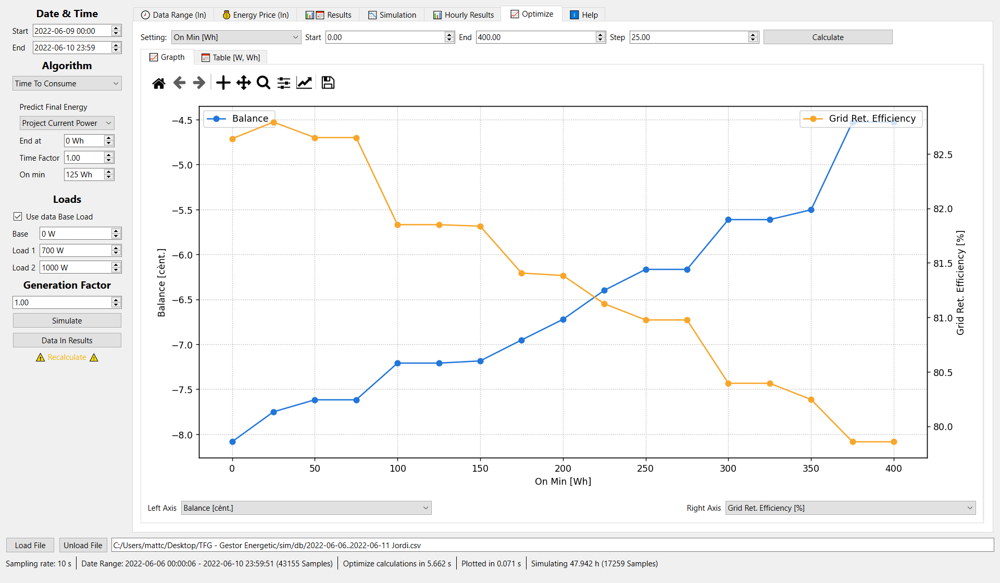 Date & Time
Start 2022-06-09 00:00
End 2022-06-10 23:59
Algorithm
Time To Consume
Predict Final Energy
Project Current Power
End at 0 Wh
Time Factor 1.00
On min 125 Wh
Loads
Use data Base Load
Base 0 W
Load 1 700 W
Load 2 1000 W
Generation Factor
1.00
Simulate
Data In Results
Recalculate
Data Range (In) Energy Price (In) Results Simulation Hourly Results Optimize Help
Setting: On Min [Wh] Start 0.00 End 400.00 Step 25.00 Calculate
Grapth Table [W, Wh]
Balance
Grid Ret. Efficiency
−4.5
−5.0
−5.5
−6.0
−6.5
−7.0
−7.5
−8.0
Balance [cènt.]
82.5
82.0
81.5
81.0
80.5
80.0
Grid Ret. Efficiency [%]
0 50 100 150 200 250 300 350 400
On Min [Wh]
Left Axis Balance [cènt.] Right Axis Grid Ret. Efficiency [%]
Load File Unload File C:/Users/mattc/Desktop/TFG - Gestor Energetic/sim/db/2022-06-06..2022-06-11 Jordi.csv
Sampling rate: 10 s Date Range: 2022-06-06 00:00:06 - 2022-06-10 23:59:51 (43155 Samples) Optimize calculations in 5.662 s Plotted in 0.071 s Simulating 47.942 h (17259 Samples)